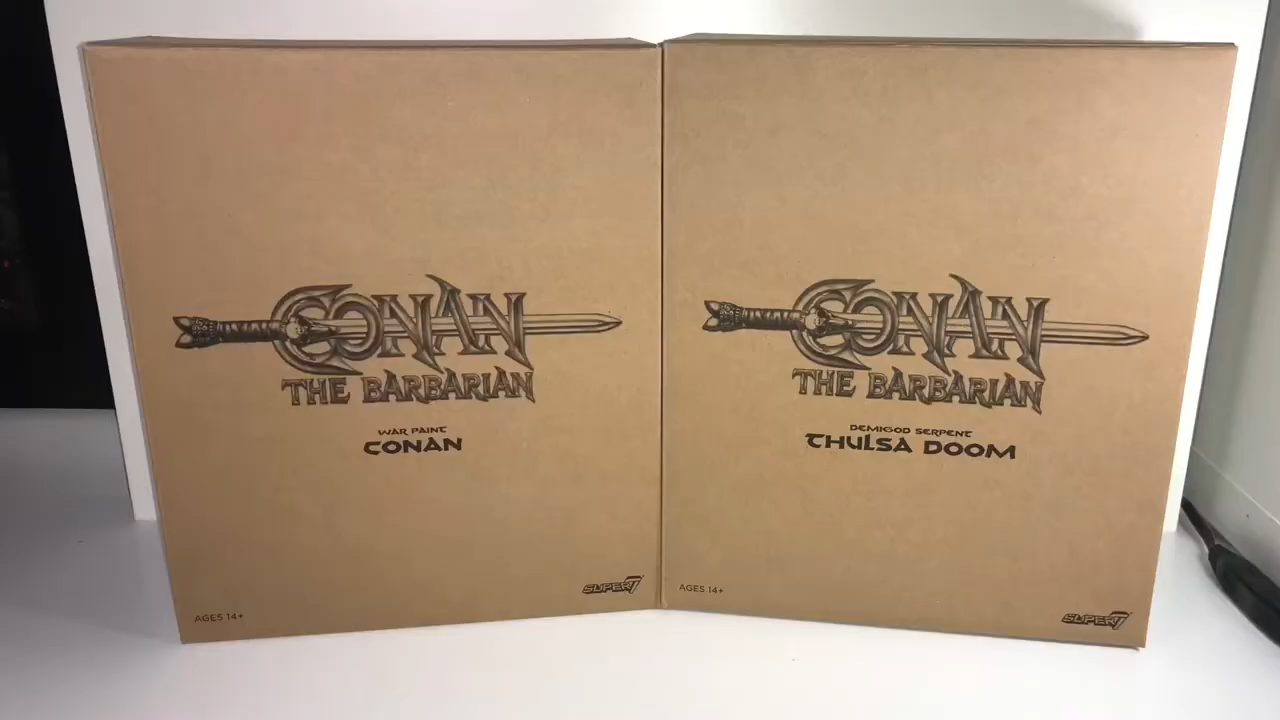 CONAN
THE BARBARIAN
WAR PAINT
CONAN
AGES 14+
SUPER7
CONAN
THE BARBARIAN
DEMIGOD SERPENT
THULSA DOOM
AGES 14+
SUPER7